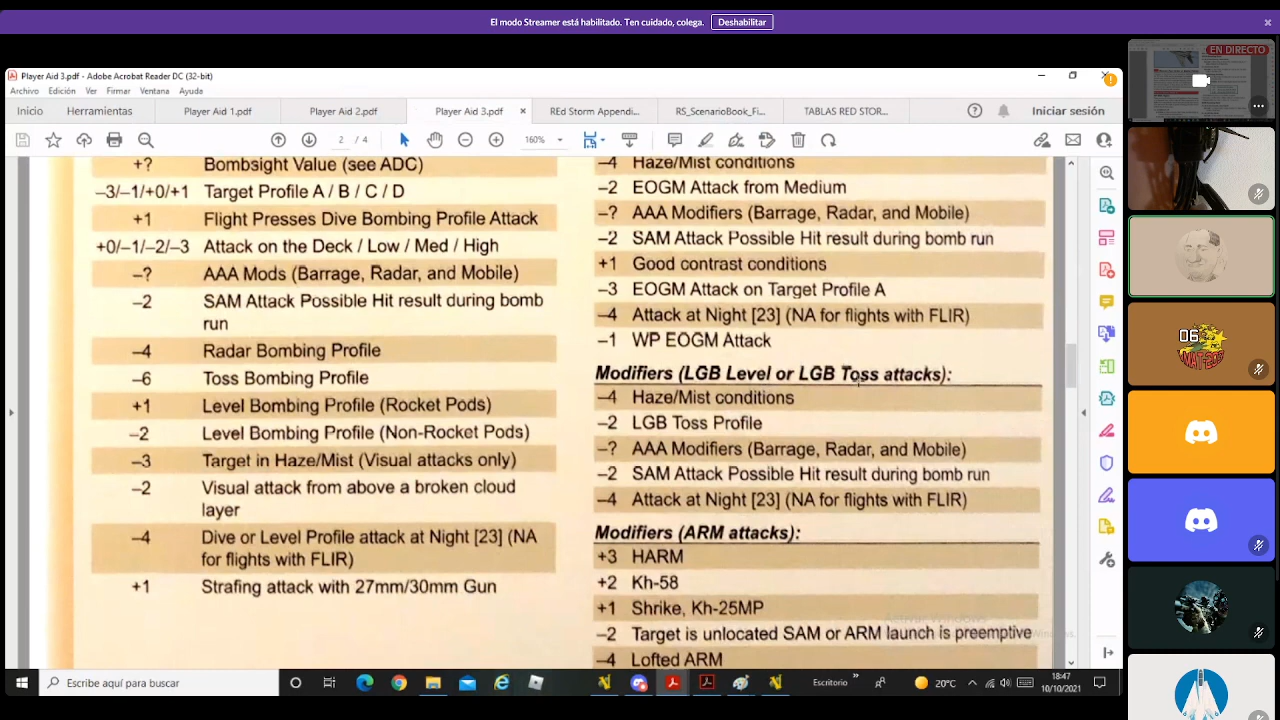 El modo Streamer está habilitado. Ten cuidado, colega. Deshabilitar
EN DIRECTO
Player Aid 3.pdf - Adobe Acrobat Reader DC (32-bit)
Archivo Edición Ver Firmar Ventana Ayuda
Inicio Herramientas Player Aid 1.pdf Player Aid 2.pdf Player Aid 3.pdf REd Storm Appendi... RS_ScenarioBook_Fi... TABLAS RED STOR... Iniciar sesión
2 / 4 160%
+? Bombsight Value (see ADC)
–3/–1/+0/+1 Target Profile A / B / C / D
+1 Flight Presses Dive Bombing Profile Attack
+0/–1/–2/–3 Attack on the Deck / Low / Med / High
–? AAA Mods (Barrage, Radar, and Mobile)
–2 SAM Attack Possible Hit result during bomb
run
–4 Radar Bombing Profile
–6 Toss Bombing Profile
+1 Level Bombing Profile (Rocket Pods)
–2 Level Bombing Profile (Non-Rocket Pods)
–3 Target in Haze/Mist (Visual attacks only)
–2 Visual attack from above a broken cloud
layer
–4 Dive or Level Profile attack at Night [23] (NA
for flights with FLIR)
+1 Strafing attack with 27mm/30mm Gun
–4 Haze/Mist conditions
–2 EOGM Attack from Medium
–? AAA Modifiers (Barrage, Radar, and Mobile)
–2 SAM Attack Possible Hit result during bomb run
+1 Good contrast conditions
–3 EOGM Attack on Target Profile A
–4 Attack at Night [23] (NA for flights with FLIR)
–1 WP EOGM Attack
Modifiers (LGB Level or LGB Toss attacks):
–4 Haze/Mist conditions
–2 LGB Toss Profile
–? AAA Modifiers (Barrage, Radar, and Mobile)
–2 SAM Attack Possible Hit result during bomb run
–4 Attack at Night [23] (NA for flights with FLIR)
Modifiers (ARM attacks):
+3 HARM
+2 Kh-58
+1 Shrike, Kh-25MP
–2 Target is unlocated SAM or ARM launch is preemptive
–4 Lofted ARM
Escribe aquí para buscar
Escritorio
20°C
18:47
10/10/2021